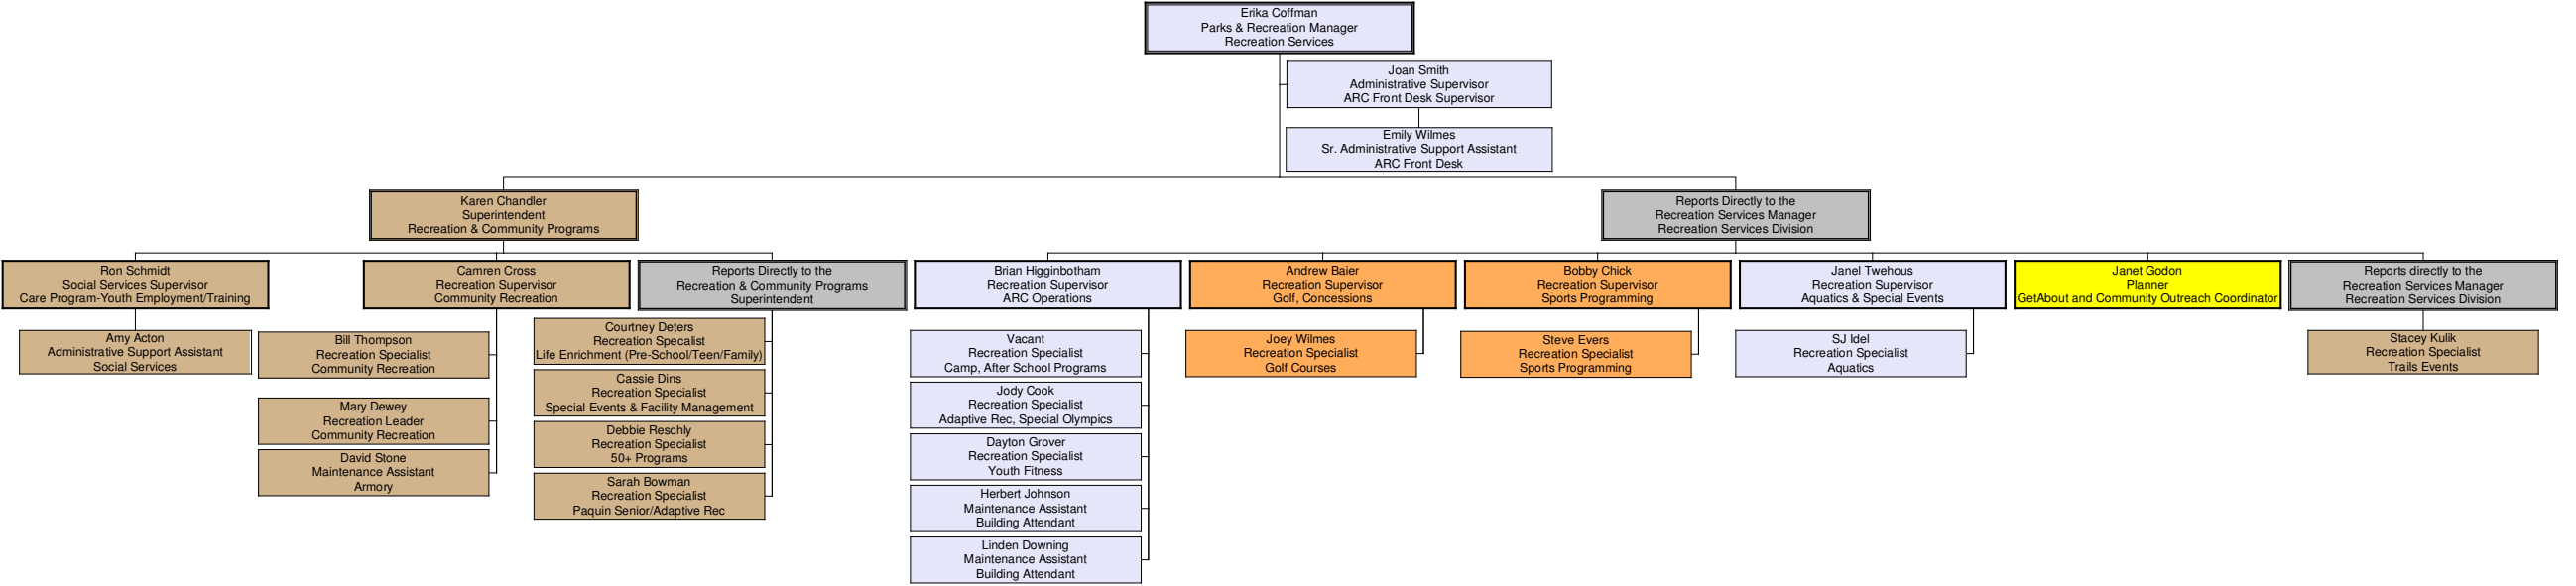 Erika Coffman
Parks & Recreation Manager
Recreation Services
Joan Smith
Administrative Supervisor
ARC Front Desk Supervisor
Emily Wilmes
Sr. Administrative Support Assistant
ARC Front Desk
Karen Chandler
Superintendent
Recreation & Community Programs
Reports Directly to the
Recreation Services Manager
Recreation Services Division
Ron Schmidt
Social Services Supervisor
Care Program-Youth Employment/Training
Amy Acton
Administrative Support Assistant
Social Services
Camren Cross
Recreation Supervisor
Community Recreation
Bill Thompson
Recreation Specialist
Community Recreation
Mary Dewey
Recreation Leader
Community Recreation
David Stone
Maintenance Assistant
Armory
Reports Directly to the
Recreation & Community Programs
Superintendent
Courtney Deters
Recreation Specalist
Life Enrichment (Pre-School/Teen/Family)
Cassie Dins
Recreation Specialist
Special Events & Facility Management
Debbie Reschly
Recreation Specialist
50+ Programs
Sarah Bowman
Recreation Specialist
Paquin Senior/Adaptive Rec
Brian Higginbotham
Recreation Supervisor
ARC Operations
Vacant
Recreation Specialist
Camp, After School Programs
Jody Cook
Recreation Specialist
Adaptive Rec, Special Olympics
Dayton Grover
Recreation Specialist
Youth Fitness
Herbert Johnson
Maintenance Assistant
Building Attendant
Linden Downing
Maintenance Assistant
Building Attendant
Andrew Baier
Recreation Supervisor
Golf, Concessions
Joey Wilmes
Recreation Specialist
Golf Courses
Bobby Chick
Recreation Supervisor
Sports Programming
Steve Evers
Recreation Specialist
Sports Programming
Janel Twehous
Recreation Supervisor
Aquatics & Special Events
SJ Idel
Recreation Specialist
Aquatics
Janet Godon
Planner
GetAbout and Community Outreach Coordinator
Reports directly to the
Recreation Services Manager
Recreation Services Division
Stacey Kulik
Recreation Specialist
Trails Events